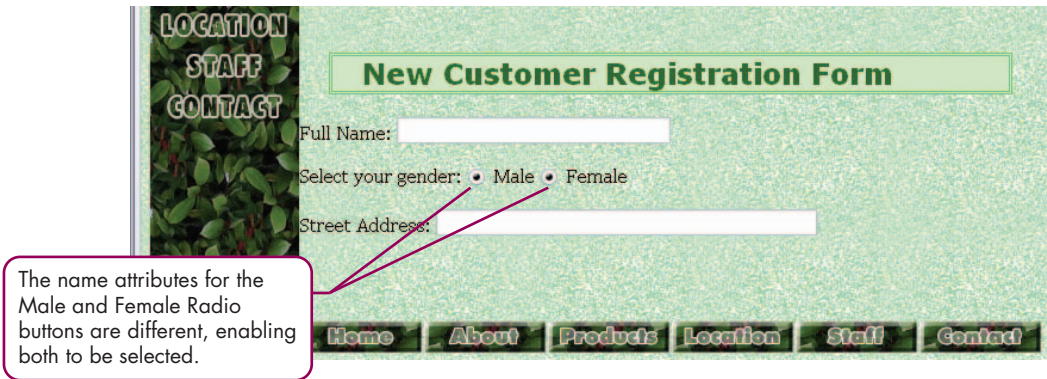 LOCATION
STAFF
CONTACT
New Customer Registration Form
Full Name:
Select your gender: Male Female
Street Address:
The name attributes for the
Male and Female Radio
buttons are different, enabling
both to be selected.
Home About Products Location Staff Contact